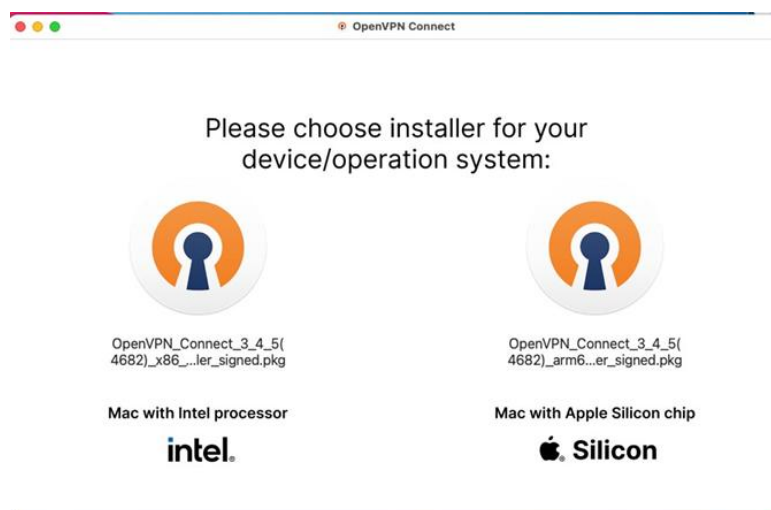 OpenVPN Connect
Please choose installer for your
device/operation system:
OpenVPN_Connect_3_4_5(
4682)_x86_...ler_signed.pkg
OpenVPN_Connect_3_4_5(
4682)_arm6...er_signed.pkg
Mac with Intel processor
Mac with Apple Silicon chip
intel.
Silicon